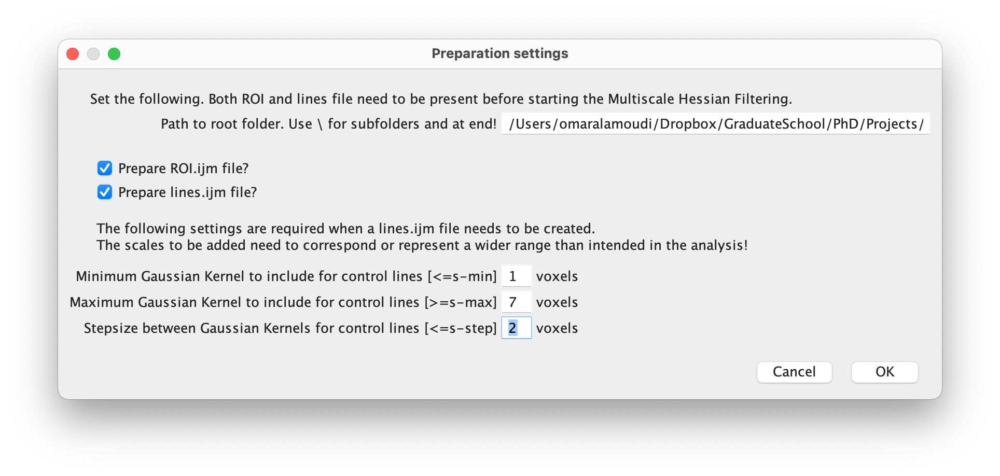 Preparation settings
Set the following. Both ROI and lines file need to be present before starting the Multiscale Hessian Filtering.
Path to root folder. Use \ for subfolders and at end! /Users/omaralamoudi/Dropbox/GraduateSchool/PhD/Projects/
Prepare ROI.ijm file?
Prepare lines.ijm file?
The following settings are required when a lines.ijm file needs to be created.
The scales to be added need to correspond or represent a wider range than intended in the analysis!
Minimum Gaussian Kernel to include for control lines [<=s-min] 1 voxels
Maximum Gaussian Kernel to include for control lines [>=s-max] 7 voxels
Stepsize between Gaussian Kernels for control lines [<=s-step] 2 voxels
Cancel OK